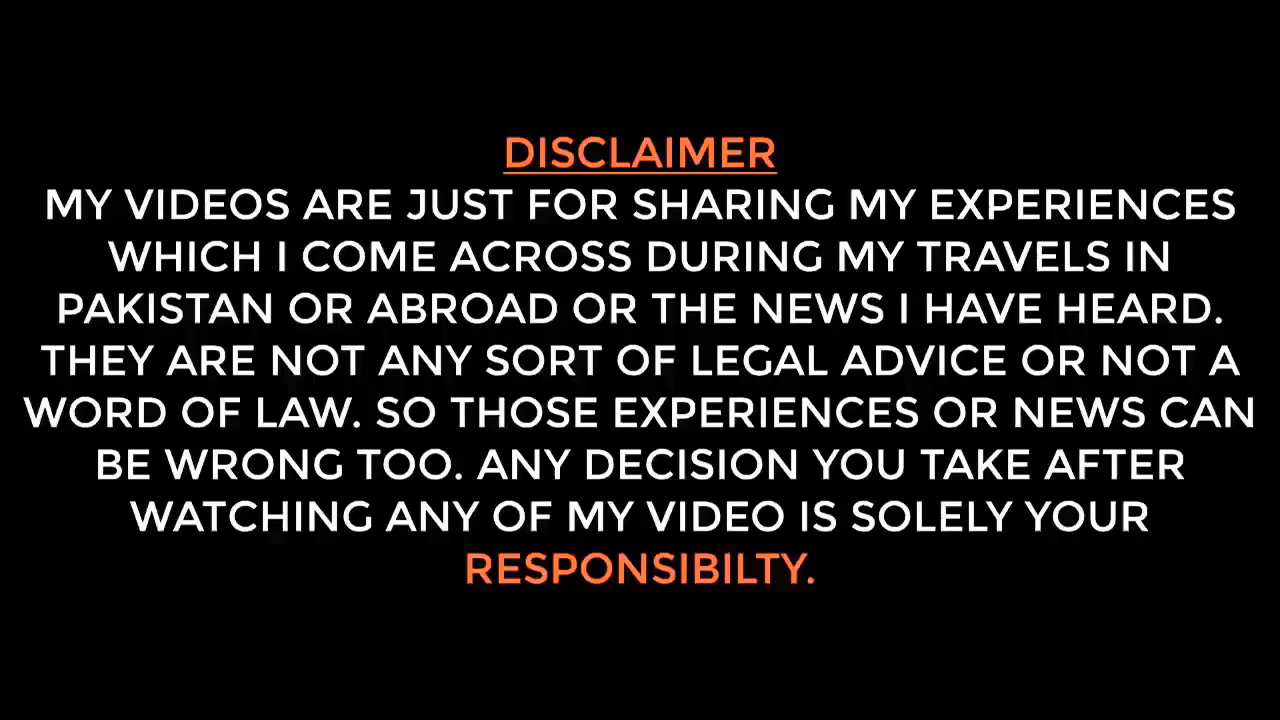 DISCLAIMER
MY VIDEOS ARE JUST FOR SHARING MY EXPERIENCES
WHICH I COME ACROSS DURING MY TRAVELS IN
PAKISTAN OR ABROAD OR THE NEWS I HAVE HEARD.
THEY ARE NOT ANY SORT OF LEGAL ADVICE OR NOT A
WORD OF LAW. SO THOSE EXPERIENCES OR NEWS CAN
BE WRONG TOO. ANY DECISION YOU TAKE AFTER
WATCHING ANY OF MY VIDEO IS SOLELY YOUR
RESPONSIBILTY.